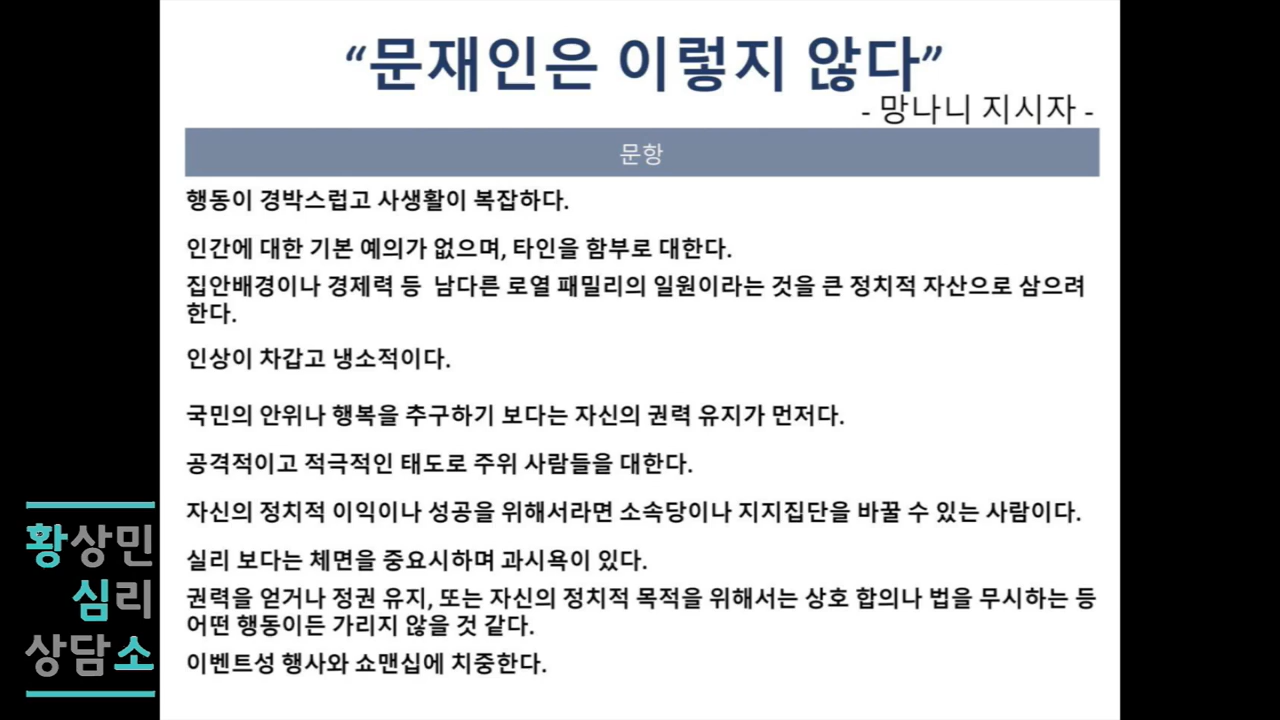 “문재인은 이렇지 않다”
- 망나니 지시자 -
문항
행동이 경박스럽고 사생활이 복잡하다.
인간에 대한 기본 예의가 없으며, 타인을 함부로 대한다.
집안배경이나 경제력 등 남다른 로열 패밀리의 일원이라는 것을 큰 정치적 자산으로 삼으려
한다.
인상이 차갑고 냉소적이다.
국민의 안위나 행복을 추구하기 보다는 자신의 권력 유지가 먼저다.
공격적이고 적극적인 태도로 주위 사람들을 대한다.
자신의 정치적 이익이나 성공을 위해서라면 소속당이나 지지집단을 바꿀 수 있는 사람이다.
실리 보다는 체면을 중요시하며 과시욕이 있다.
권력을 얻거나 정권 유지, 또는 자신의 정치적 목적을 위해서는 상호 합의나 법을 무시하는 등
어떤 행동이든 가리지 않을 것 같다.
이벤트성 행사와 쇼맨십에 치중한다.
황상민
심리
상담소